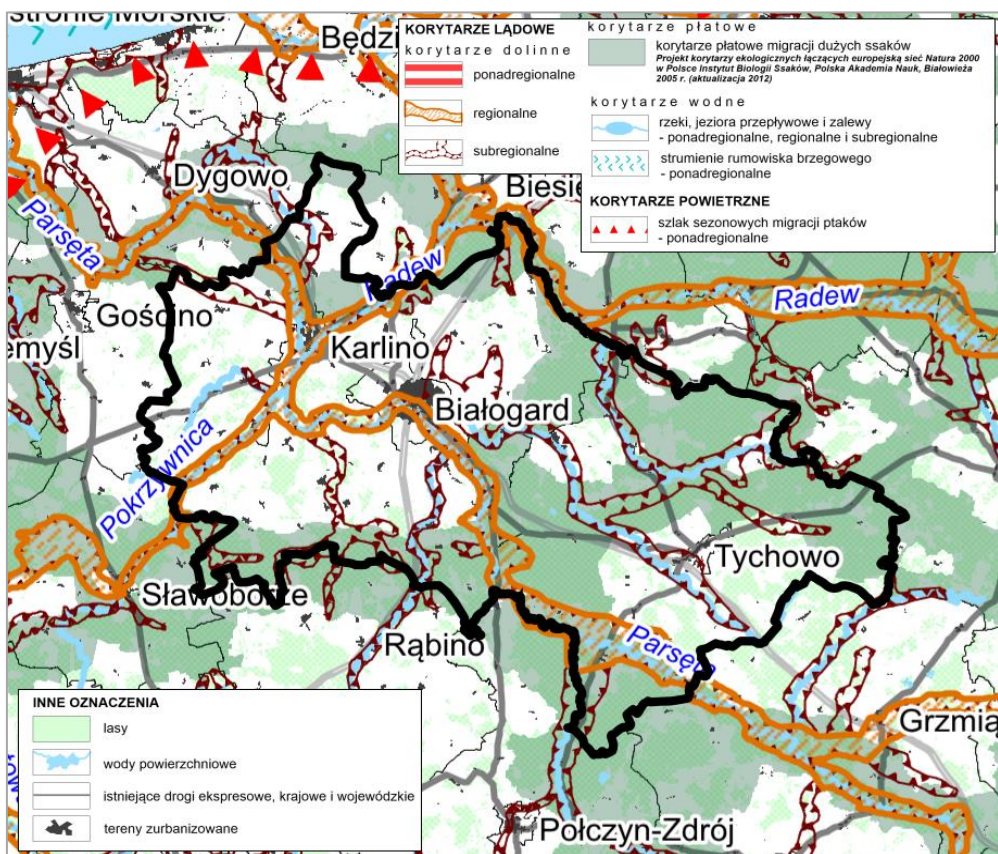 stronie Morskie
Będzi
KORYTARZE LĄDOWE
korytarze dolinne
ponadregionalne
regionalne
subregionalne
korytarze płatowe
korytarze płatowe migracji dużych ssaków
Projekt korytarzy ekologicznych łączących europejską sieć Natura 2000
w Polsce Instytut Biologii Ssaków, Polska Akademia Nauk, Białowieża
2005 r. (aktualizacja 2012)
korytarze wodne
rzeki, jeziora przepływowe i zalewy
- ponadregionalne, regionalne i subregionalne
strumienie rumowiska brzegowego
- ponadregionalne
KORYTARZE POWIETRZNE
szlak sezonowych migracji ptaków
- ponadregionalne
Dygowo
Biesie
Parsęta
Radew
Radew
Gościno
emyśl
Karlino
Białogard
Pokrzywnica
Tychowo
Sławoborze
Rąbino
Parsęta
Grzmią
Połczyn-Zdrój
INNE OZNACZENIA
lasy
wody powierzchniowe
istniejące drogi ekspresowe, krajowe i wojewódzkie
tereny zurbanizowane